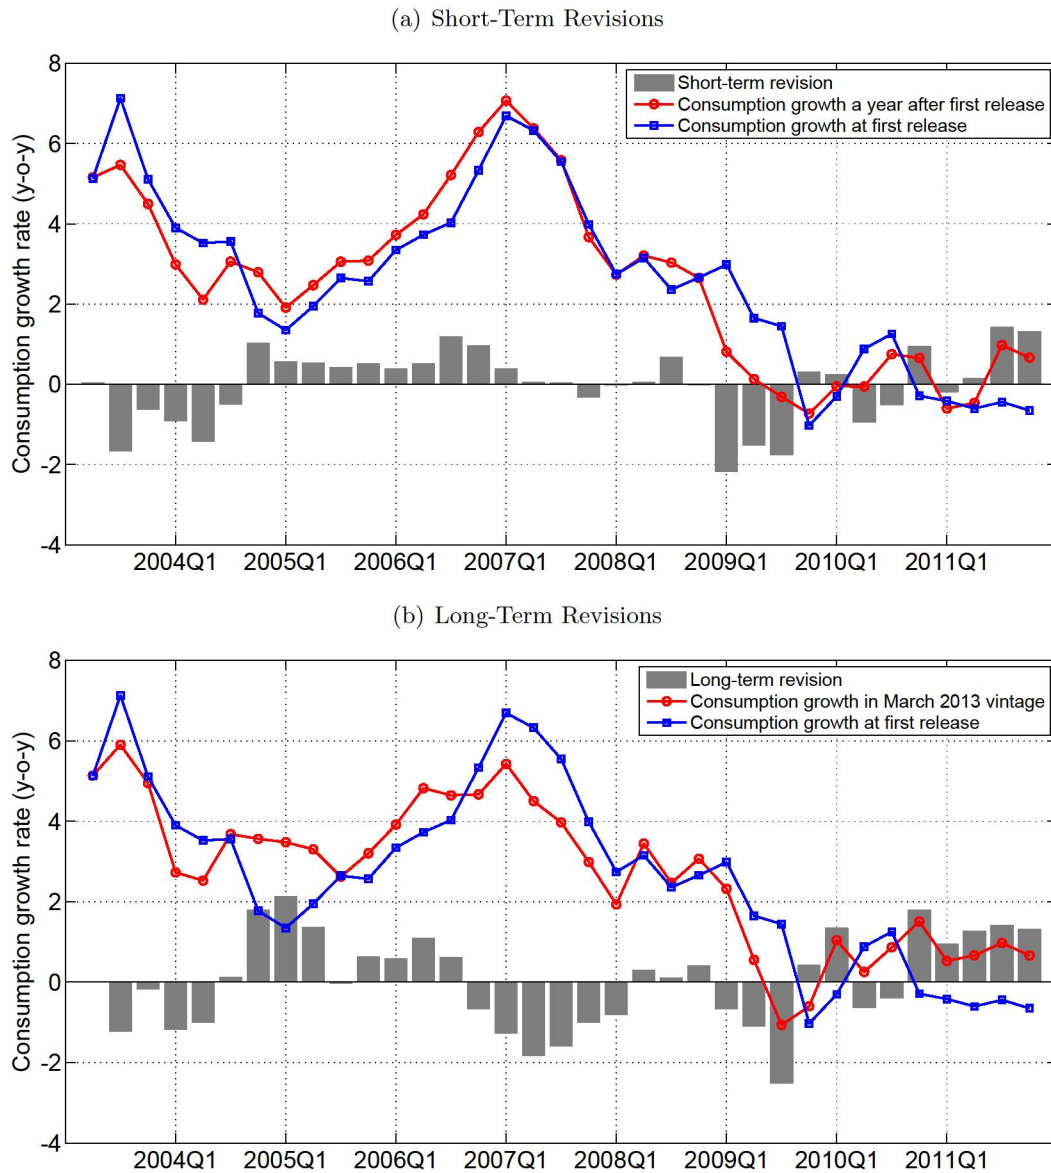 (a) Short-Term Revisions
Consumption growth rate (y-o-y)
8
6
4
2
0
-2
-4
Short-term revision
Consumption growth a year after first release
Consumption growth at first release
2004Q1 2005Q1 2006Q1 2007Q1 2008Q1 2009Q1 2010Q1 2011Q1
(b) Long-Term Revisions
Consumption growth rate (y-o-y)
8
6
4
2
0
-2
-4
Long-term revision
Consumption growth in March 2013 vintage
Consumption growth at first release
2004Q1 2005Q1 2006Q1 2007Q1 2008Q1 2009Q1 2010Q1 2011Q1